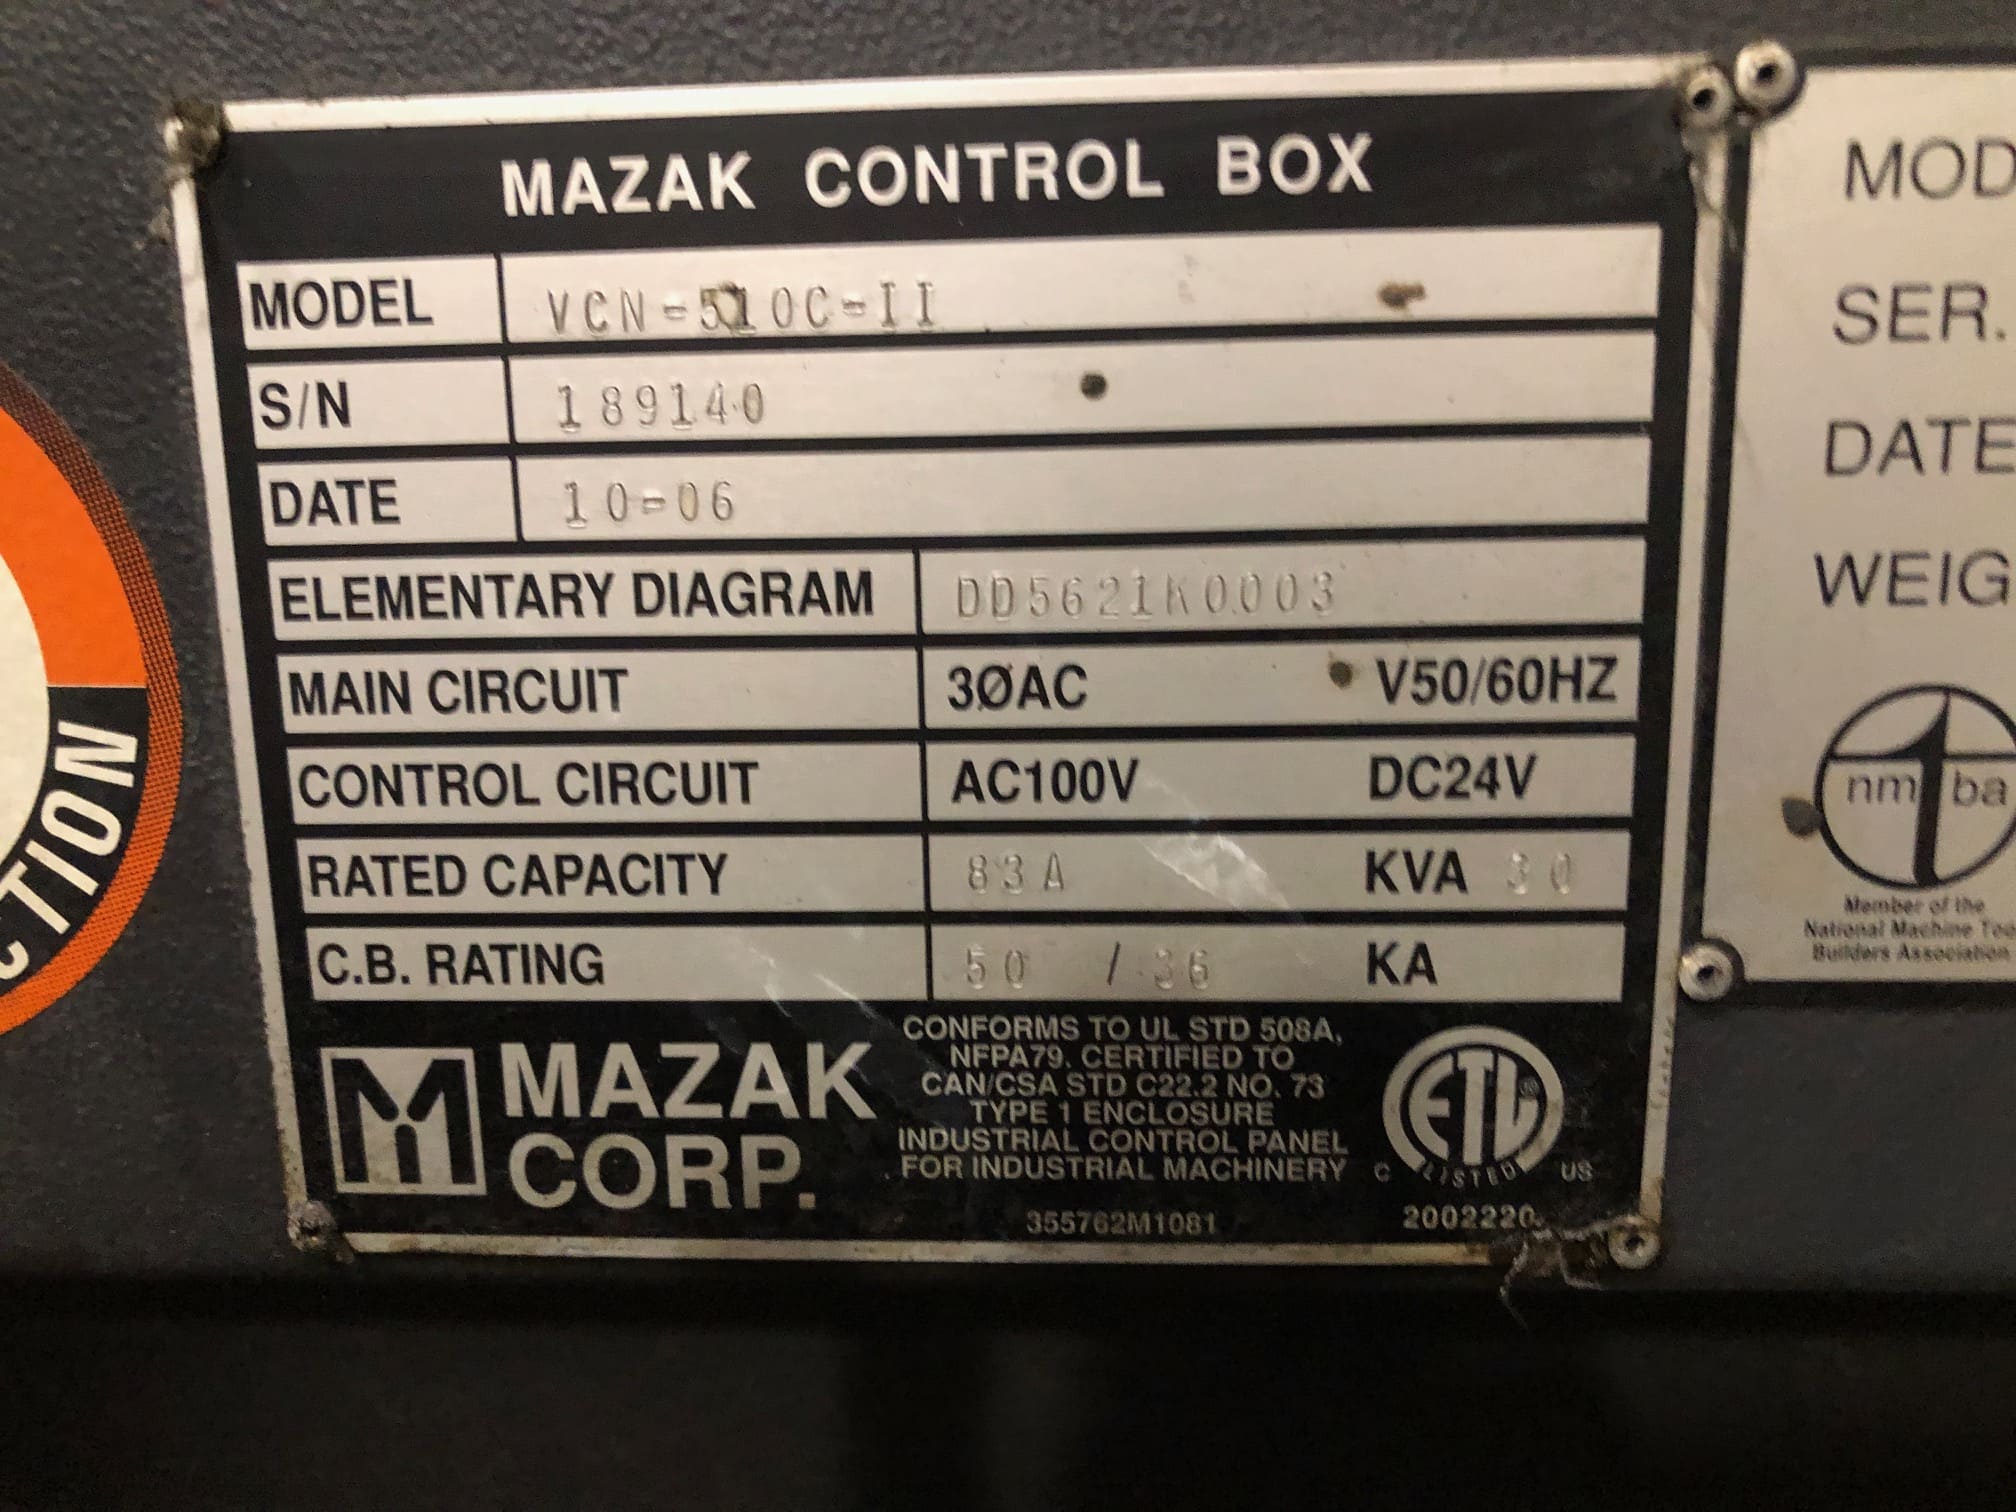 MAZAK CONTROL BOX
MODEL VCN-510C-II
S/N 189140
DATE 10-06
ELEMENTARY DIAGRAM DD5621K0003
MAIN CIRCUIT 3ØAC V50/60HZ
CONTROL CIRCUIT AC100V DC24V
RATED CAPACITY 83A KVA 30
C.B. RATING 50 / 36 KA
MAZAK
CORP.
CONFORMS TO UL STD 508A,
NFPA79. CERTIFIED TO
CAN/CSA STD C22.2 NO. 73
TYPE 1 ENCLOSURE
INDUSTRIAL CONTROL PANEL
FOR INDUSTRIAL MACHINERY
355762M1081
ETL®
C LISTED US
2002220
MOD
SER.
DATE
WEIG
nm ba
Member of the
National Machine Too
Builders Association
CTION